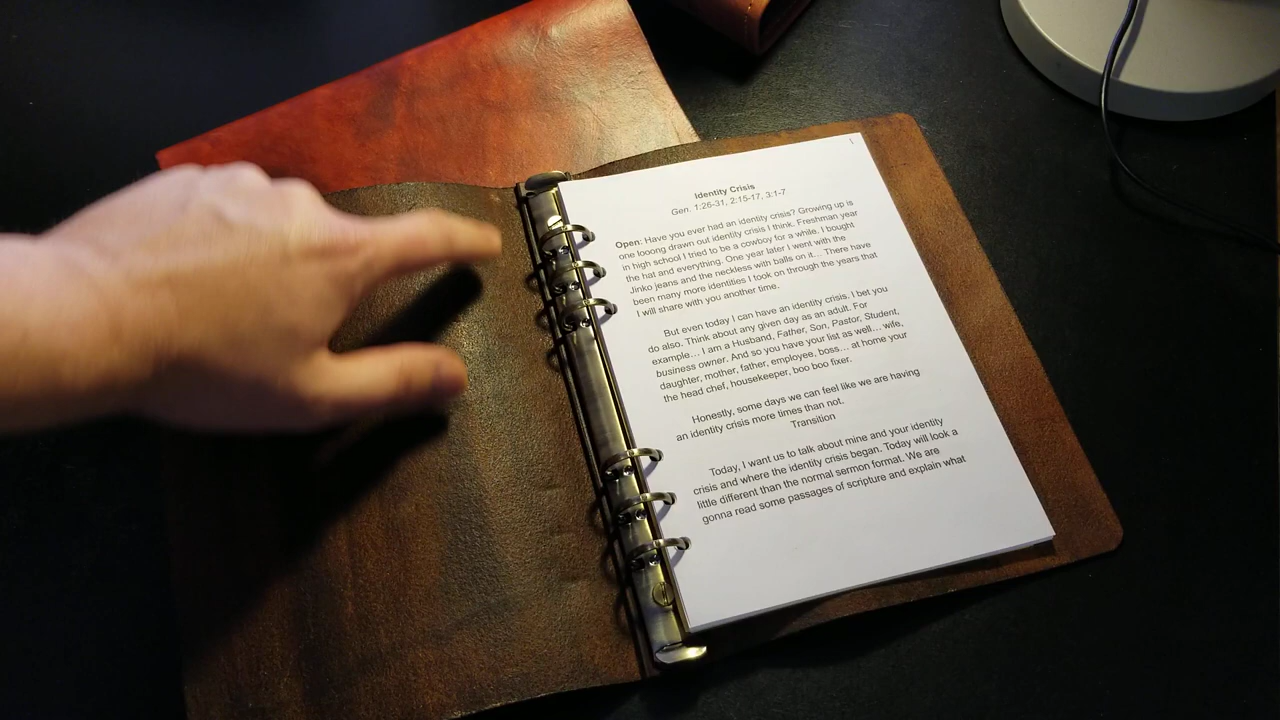 1
Identity Crisis
Gen. 1:26-31, 2:15-17, 3:1-7
Open: Have you ever had an identity crisis? Growing up is
one looong drawn out identity crisis I think. Freshman year
in high school I tried to be a cowboy for a while. I bought
the hat and everything. One year later I went with the
Jinko jeans and the neckless with balls on it... There have
been many more identities I took on through the years that
I will share with you another time.
But even today I can have an identity crisis. I bet you
do also. Think about any given day as an adult. For
example... I am a Husband, Father, Son, Pastor, Student,
business owner. And so you have your list as well... wife,
daughter, mother, father, employee, boss... at home your
the head chef, housekeeper, boo boo fixer.
Honestly, some days we can feel like we are having
an identity crisis more times than not.
Transition
Today, I want us to talk about mine and your identity
crisis and where the identity crisis began. Today will look a
little different than the normal sermon format. We are
gonna read some passages of scripture and explain what